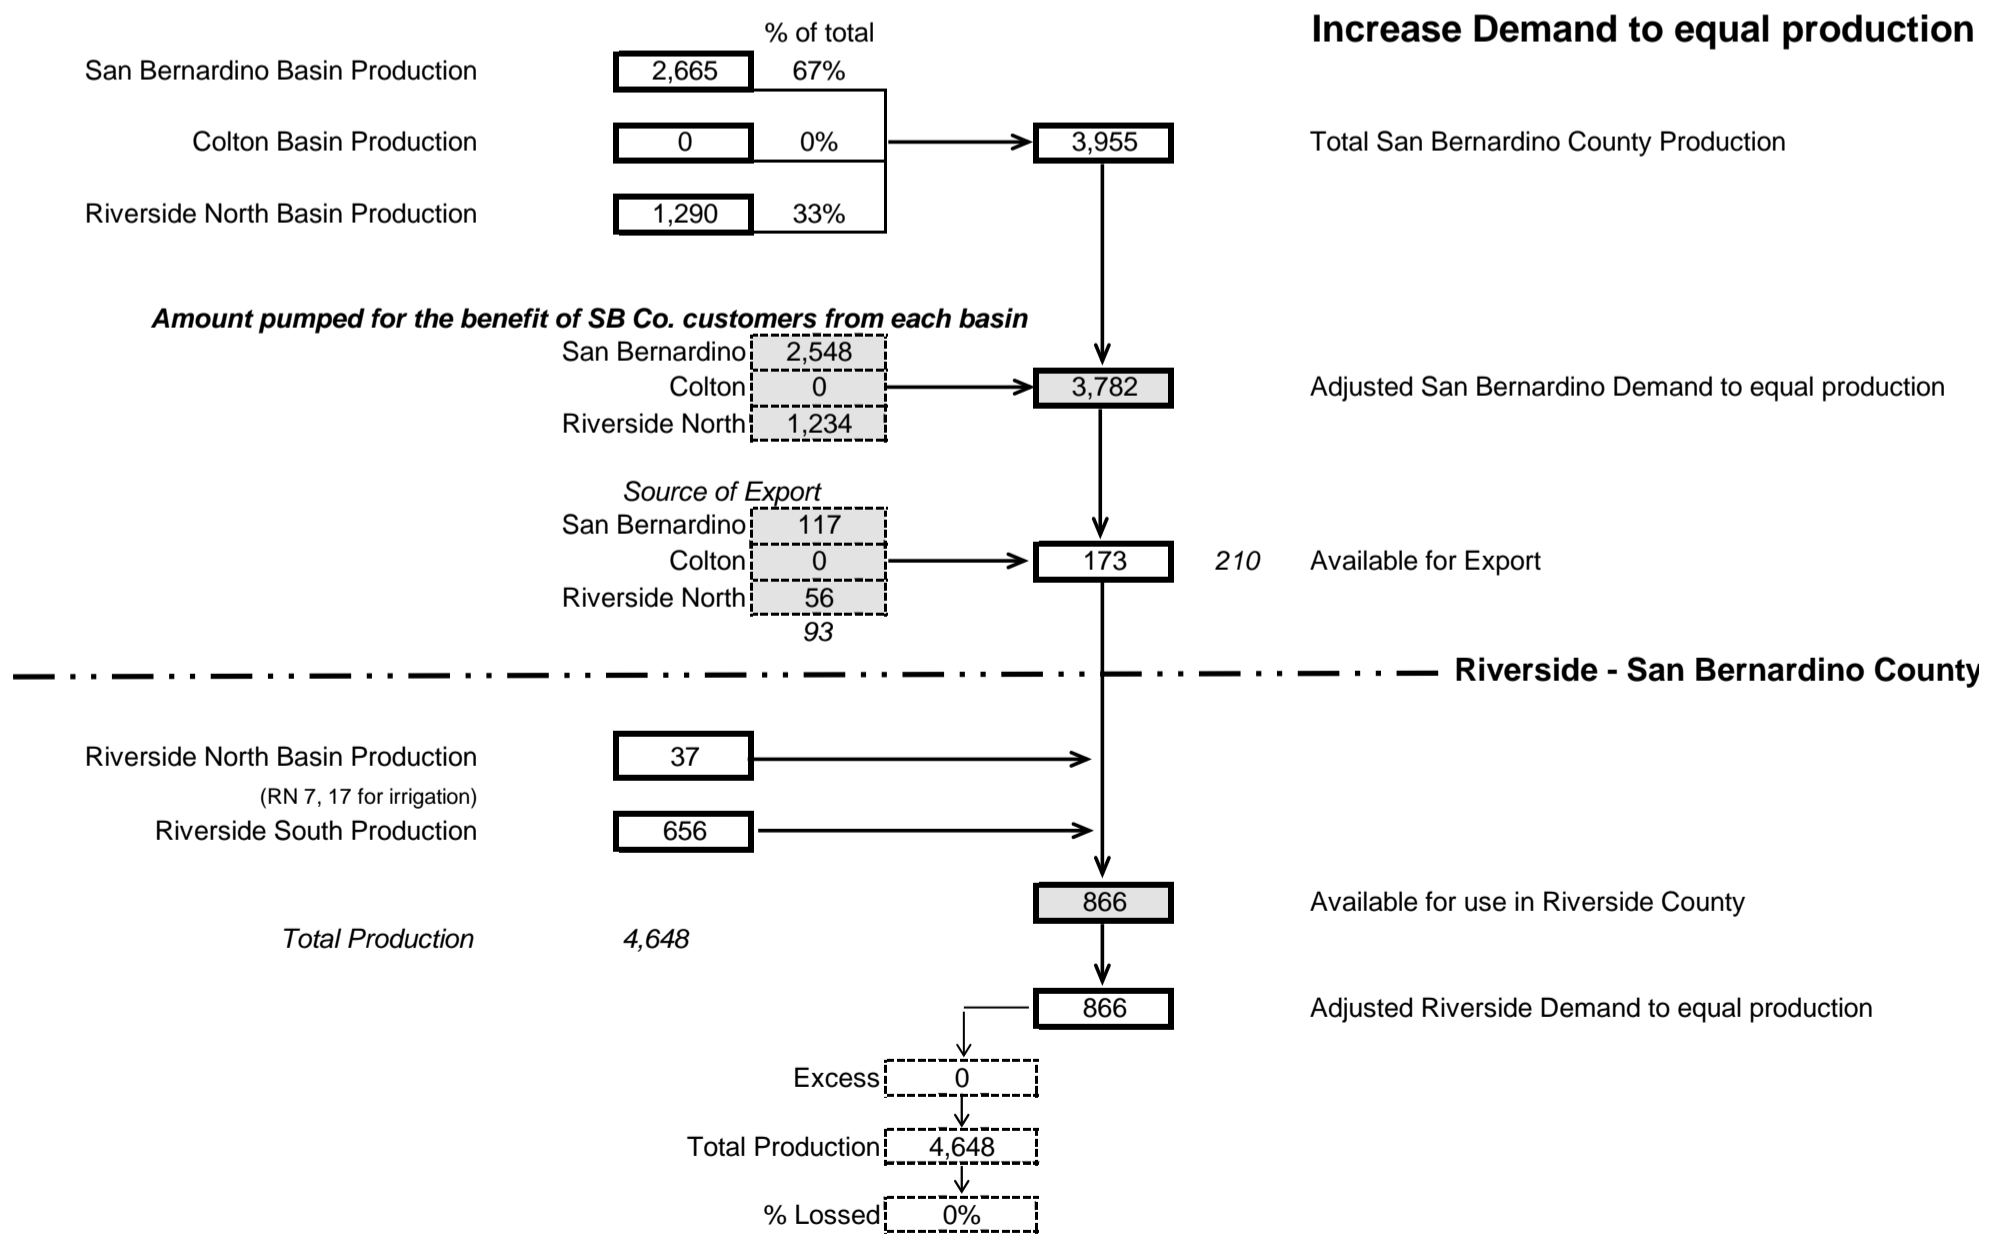 % of total
Increase Demand to equal production
San Bernardino Basin Production 2,665 67%
Colton Basin Production 0 0% 3,955 Total San Bernardino County Production
Riverside North Basin Production 1,290 33%
Amount pumped for the benefit of SB Co. customers from each basin
San Bernardino 2,548
Colton 0 3,782 Adjusted San Bernardino Demand to equal production
Riverside North 1,234
Source of Export
San Bernardino 117
Colton 0 173 210 Available for Export
Riverside North 56
93
Riverside - San Bernardino County
Riverside North Basin Production 37
(RN 7, 17 for irrigation)
Riverside South Production 656
866 Available for use in Riverside County
Total Production 4,648
866 Adjusted Riverside Demand to equal production
Excess 0
Total Production 4,648
% Lossed 0%